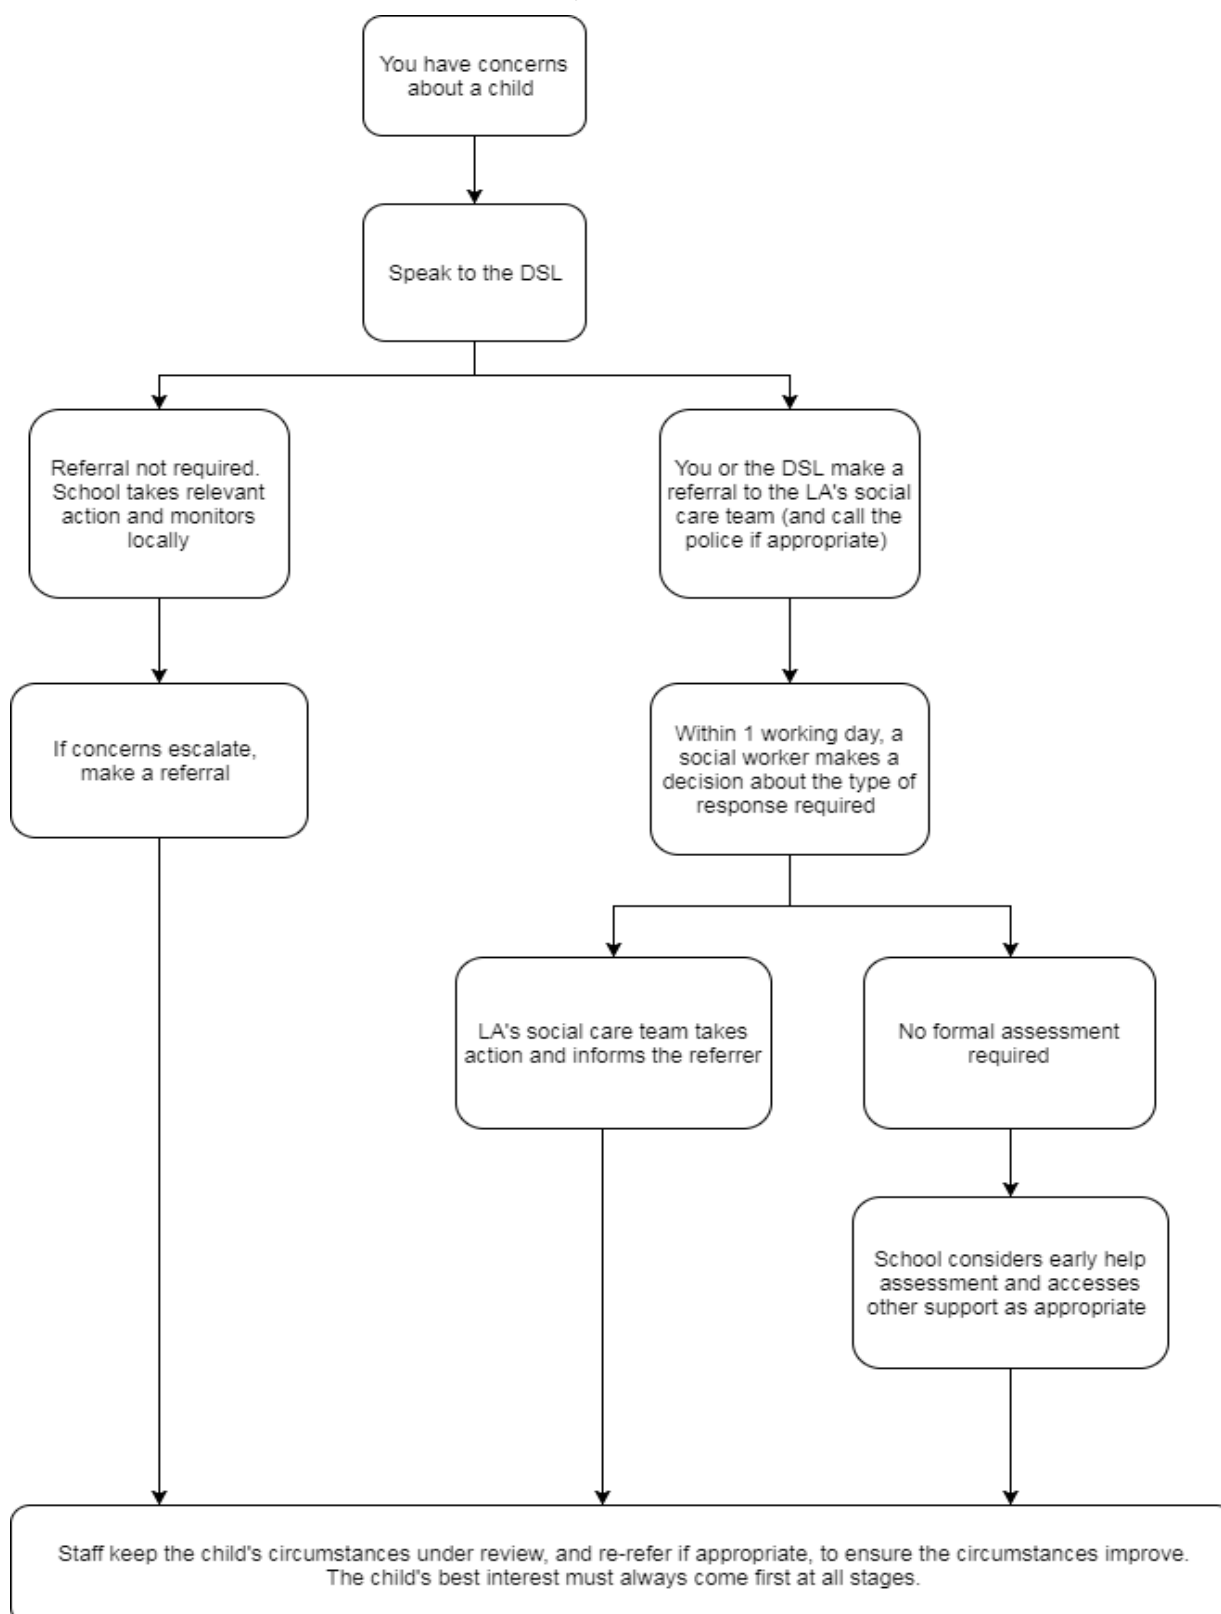 You have concerns
about a child
Speak to the DSL
Referral not required.
School takes relevant
action and monitors
locally
You or the DSL make a
referral to the LA's social
care team (and call the
police if appropriate)
If concerns escalate,
make a referral
Within 1 working day, a
social worker makes a
decision about the type of
response required
LA's social care team takes
action and informs the referrer
No formal assessment
required
School considers early help
assessment and accesses
other support as appropriate
Staff keep the child's circumstances under review, and re-refer if appropriate, to ensure the circumstances improve.
The child's best interest must always come first at all stages.